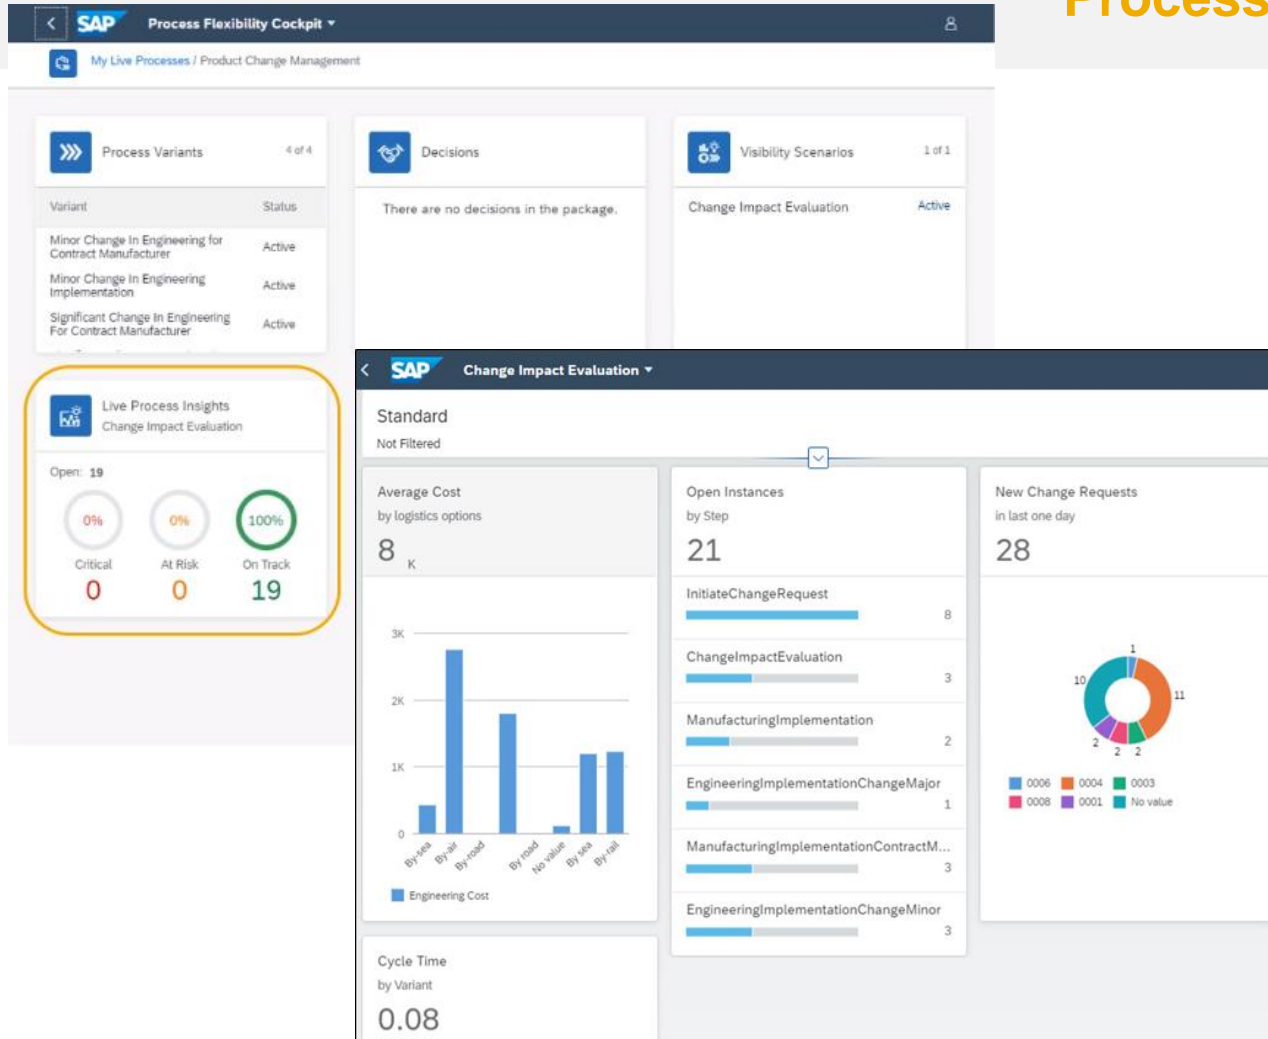 Process
SAP Process Flexibility Cockpit
My Live Processes / Product Change Management
Process Variants 4 of 4
Variant Status
Minor Change In Engineering for
Contract Manufacturer Active
Minor Change In Engineering
Implementation Active
Significant Change In Engineering
For Contract Manufacturer Active
Decisions
There are no decisions in the package.
Visibility Scenarios 1 of 1
Change Impact Evaluation Active
Live Process Insights
Change Impact Evaluation
Open: 19
0% 0% 100%
Critical At Risk On Track
0 0 19
SAP Change Impact Evaluation
Standard
Not Filtered
Average Cost
by logistics options
8 K
3K
2K
1K
0
By-sea By-air By-road By road No value By sea By-rail
Engineering Cost
Open Instances
by Step
21
InitiateChangeRequest
8
ChangeImpactEvaluation
3
ManufacturingImplementation
2
EngineeringImplementationChangeMajor
1
ManufacturingImplementationContractM...
3
EngineeringImplementationChangeMinor
3
New Change Requests
in last one day
28
1
10
11
2
2 2
0006 0004 0003
0008 0001 No value
Cycle Time
by Variant
0.08